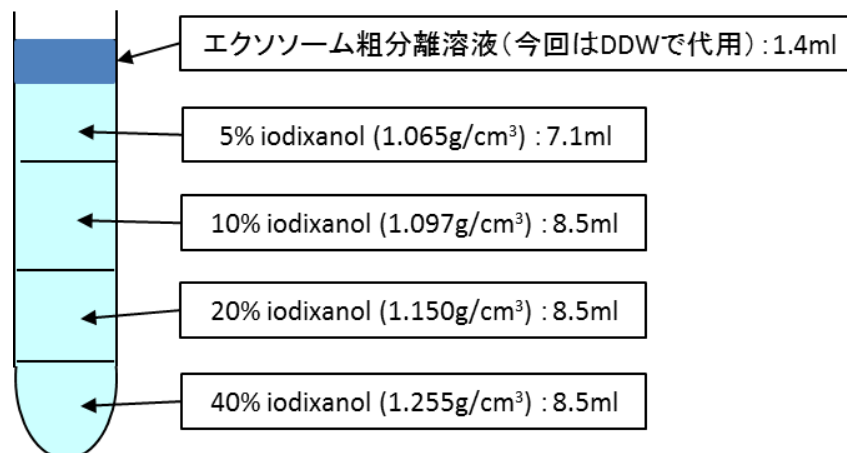 エクソソーム粗分離溶液(今回はDDWで代用):1.4ml
5% iodixanol (1.065g/cm³) : 7.1ml
10% iodixanol (1.097g/cm³) : 8.5ml
20% iodixanol (1.150g/cm³) : 8.5ml
40% iodixanol (1.255g/cm³) : 8.5ml